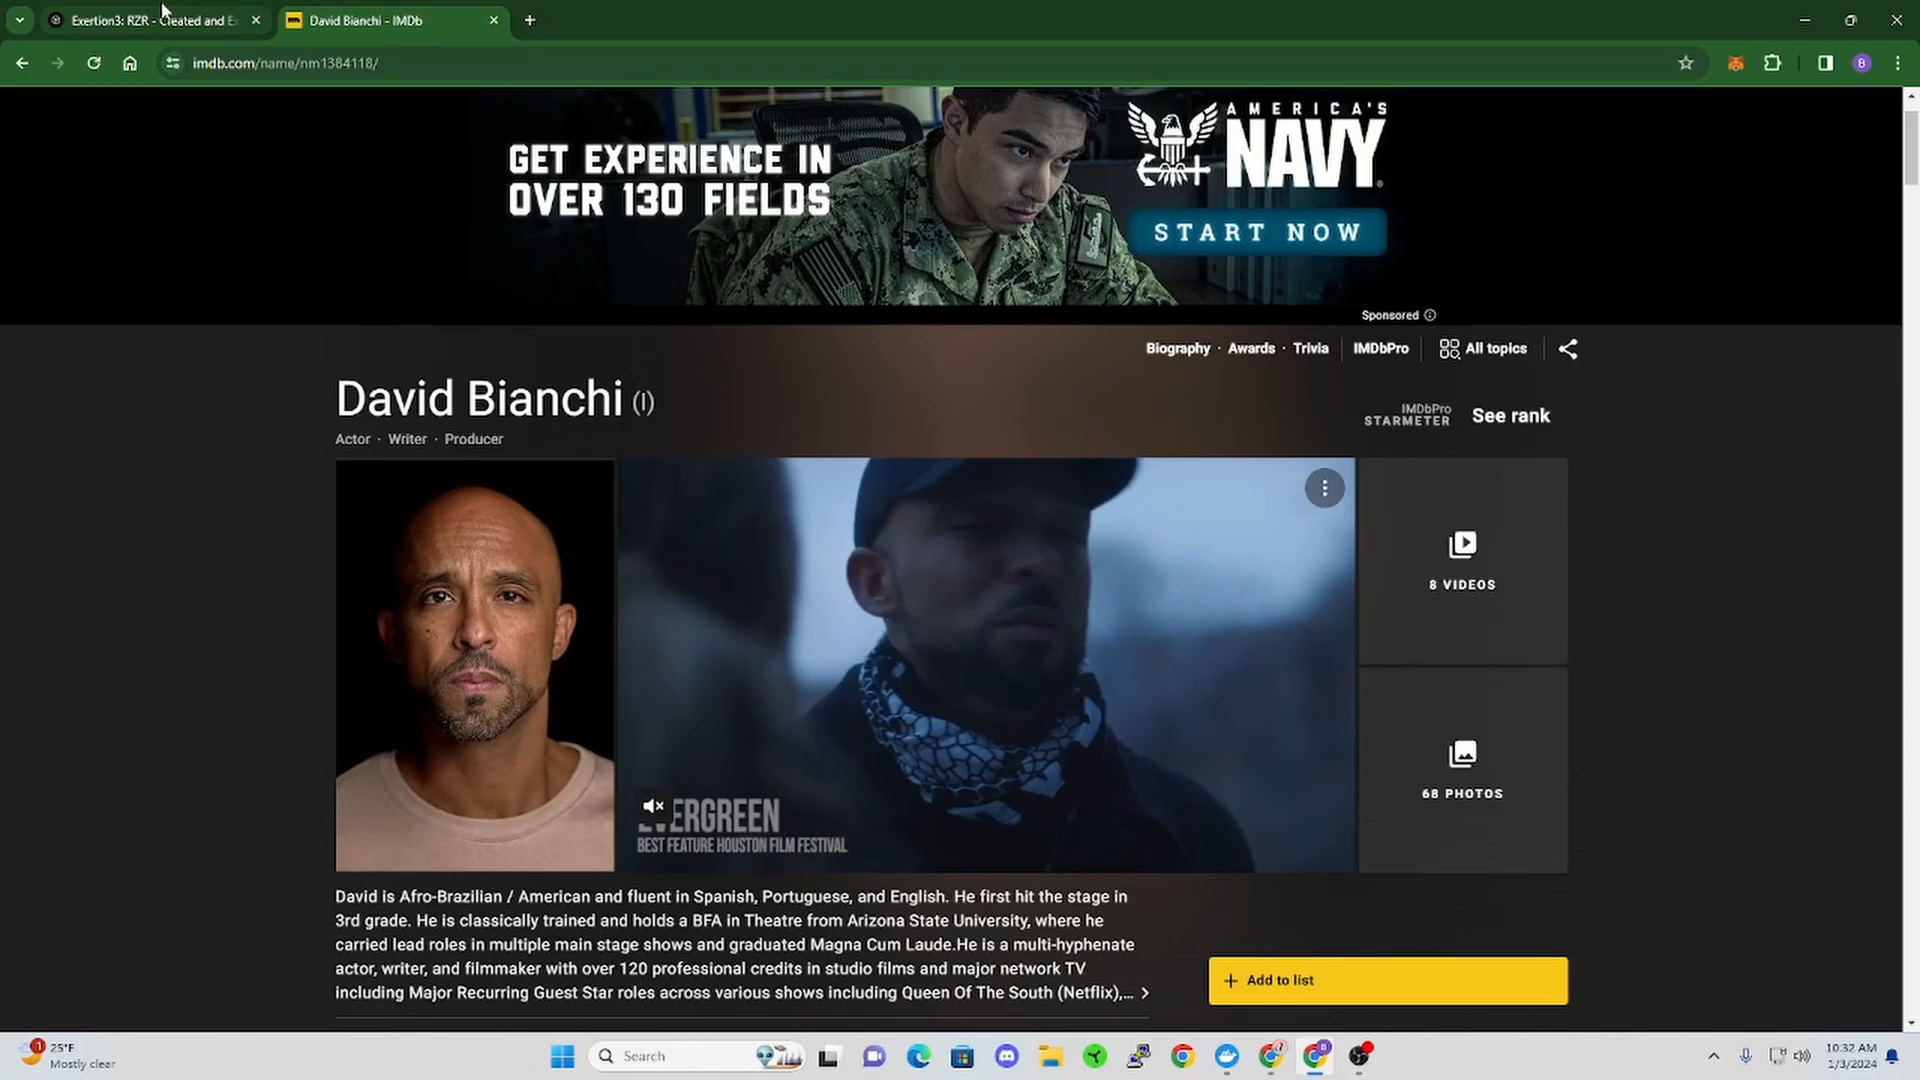 Exertion3: RZR - Created and E
David Bianchi - IMDb
imdb.com/name/nm1384118/
B
GET EXPERIENCE IN
OVER 130 FIELDS
AMERICA'S
NAVY
START NOW
Sponsored
Biography · Awards · Trivia
IMDbPro
All topics
David Bianchi (I)
Actor · Writer · Producer
IMDbPro
STARMETER
See rank
8 VIDEOS
68 PHOTOS
EVERGREEN
BEST FEATURE HOUSTON FILM FESTIVAL
David is Afro-Brazilian / American and fluent in Spanish, Portuguese, and English. He first hit the stage in
3rd grade. He is classically trained and holds a BFA in Theatre from Arizona State University, where he
carried lead roles in multiple main stage shows and graduated Magna Cum Laude.He is a multi-hyphenate
actor, writer, and filmmaker with over 120 professional credits in studio films and major network TV
including Major Recurring Guest Star roles across various shows including Queen Of The South (Netflix),...
+ Add to list
1
25°F
Mostly clear
Search
10:32 AM
1/3/2024